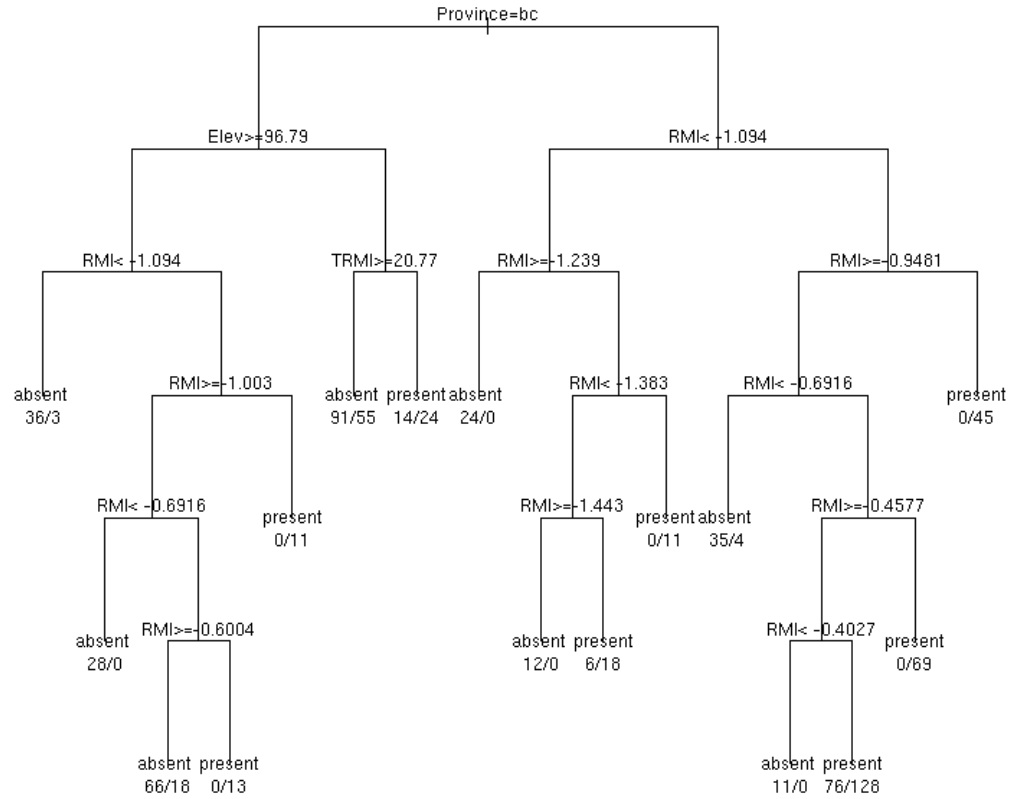 Province=bc
Elev>=96.79
RMI< -1.094
RMI< -1.094
TRMI>=20.77
RMI>=-1.239
RMI>=-0.9481
absent
36/3
RMI>=-1.003
absent
91/55
present
14/24
absent
24/0
RMI< -1.383
RMI< -0.6916
present
0/45
RMI< -0.6916
present
0/11
RMI>=-1.443
present
0/11
absent
35/4
RMI>=-0.4577
absent
28/0
RMI>=-0.6004
absent
12/0
present
6/18
RMI< -0.4027
present
0/69
absent
66/18
present
0/13
absent
11/0
present
76/128